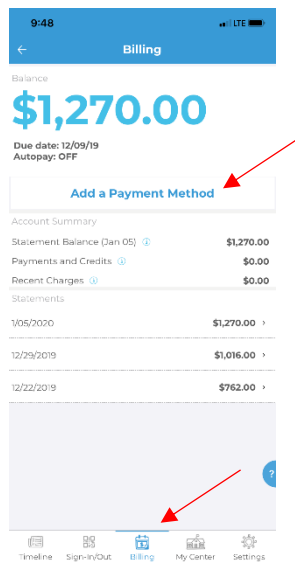 9:48 LTE
Billing
Balance
$1,270.00
Due date: 12/09/19
Autopay: OFF
Add a Payment Method
Account Summary
Statement Balance (Jan 05) $1,270.00
Payments and Credits $0.00
Recent Charges $0.00
Statements
1/05/2020 $1,270.00
12/29/2019 $1,016.00
12/22/2019 $762.00
?
Timeline Sign-In/Out Billing My Center Settings